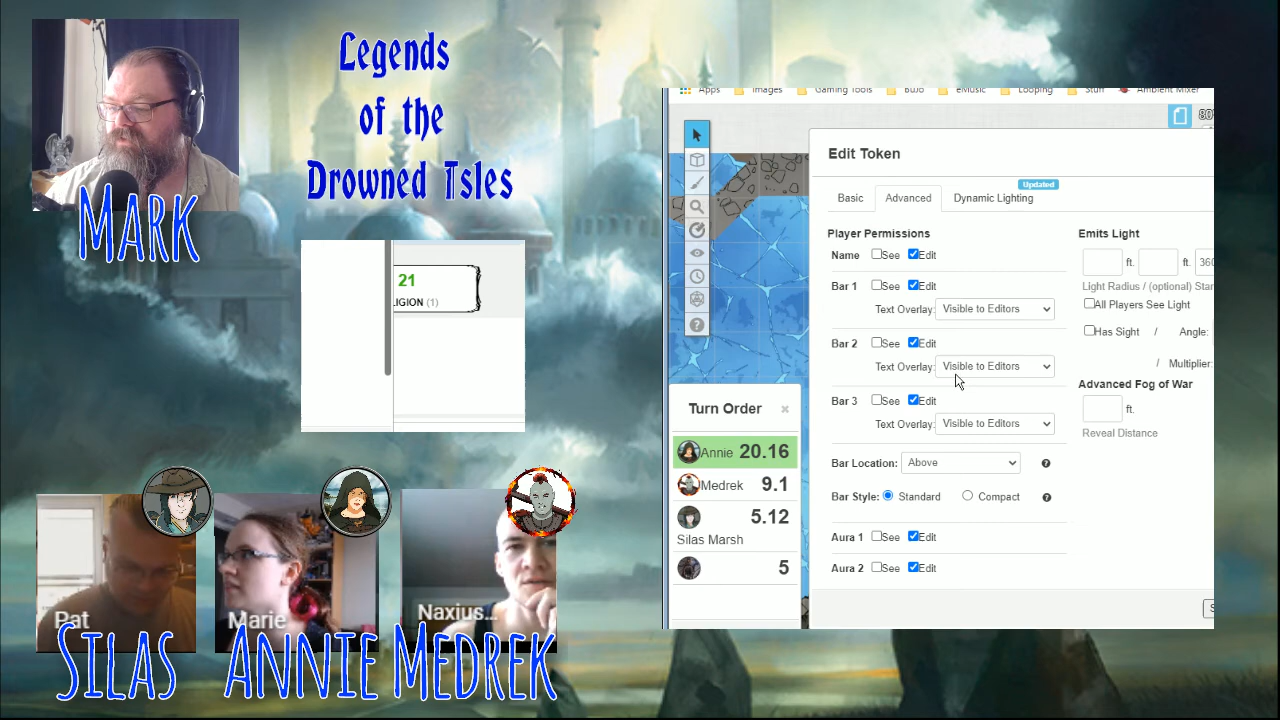 Legends
of the
Drowned Isles
MARK
21
LIGION (1)
Pat
Marie
Naxius...
SILAS
ANNIE
MEDREK
Apps
Images
Gaming Tools
BuJo
eMusic
Looping
Stuff
Ambient Mixer
80
Edit Token
Updated
Basic
Advanced
Dynamic Lighting
Player Permissions
Name See Edit
Bar 1 See Edit
Text Overlay: Visible to Editors
Bar 2 See Edit
Text Overlay: Visible to Editors
Bar 3 See Edit
Text Overlay: Visible to Editors
Bar Location: Above
Bar Style: Standard Compact
Aura 1 See Edit
Aura 2 See Edit
Emits Light
ft. ft. 360
Light Radius / (optional) Star
All Players See Light
Has Sight / Angle:
/ Multiplier:
Advanced Fog of War
ft.
Reveal Distance
Turn Order ×
Annie 20.16
Medrek 9.1
5.12
Silas Marsh
5